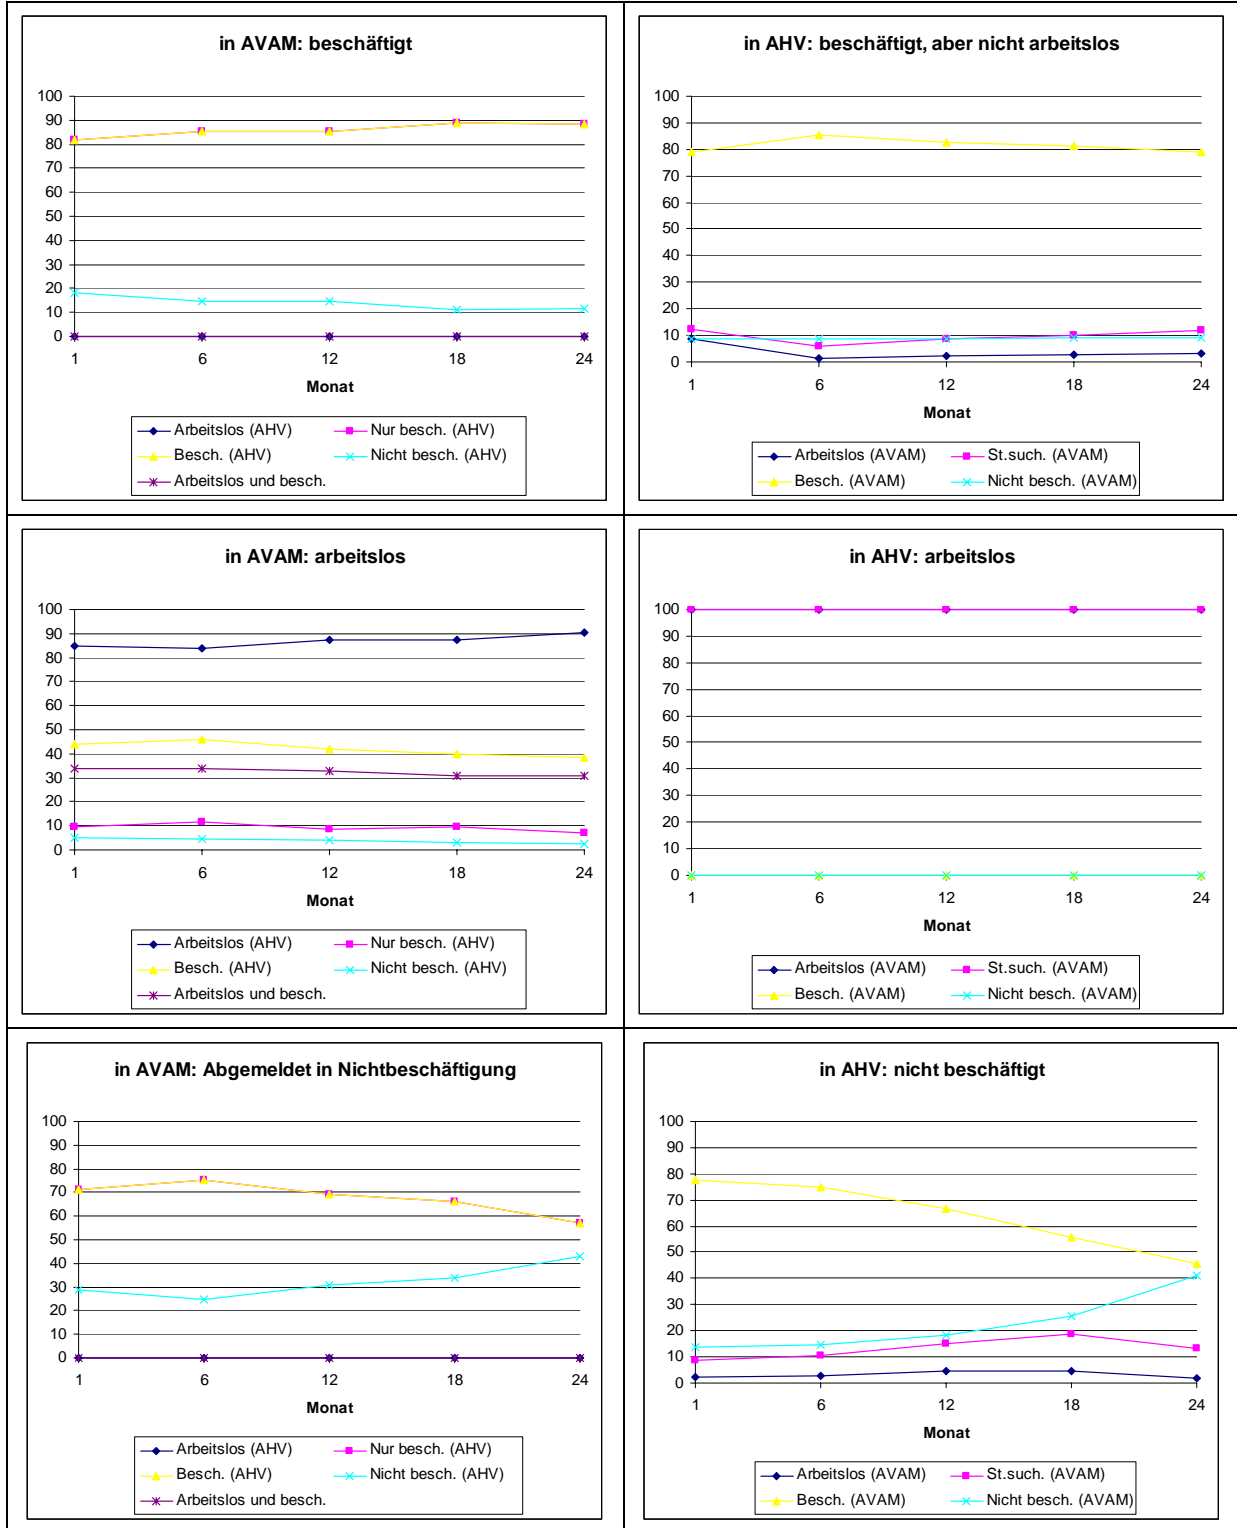 in AVAM: beschäftigt
100
90
80
70
60
50
40
30
20
10
0
1 6 12 18 24
Monat
Arbeitslos (AHV) Nur besch. (AHV)
Besch. (AHV) Nicht besch. (AHV)
Arbeitslos und besch.
in AHV: beschäftigt, aber nicht arbeitslos
100
90
80
70
60
50
40
30
20
10
0
1 6 12 18 24
Monat
Arbeitslos (AVAM) St.such. (AVAM)
Besch. (AVAM) Nicht besch. (AVAM)
in AVAM: arbeitslos
100
90
80
70
60
50
40
30
20
10
0
1 6 12 18 24
Monat
Arbeitslos (AHV) Nur besch. (AHV)
Besch. (AHV) Nicht besch. (AHV)
Arbeitslos und besch.
in AHV: arbeitslos
100
90
80
70
60
50
40
30
20
10
0
1 6 12 18 24
Monat
Arbeitslos (AVAM) St.such. (AVAM)
Besch. (AVAM) Nicht besch. (AVAM)
in AVAM: Abgemeldet in Nichtbeschäftigung
100
90
80
70
60
50
40
30
20
10
0
1 6 12 18 24
Monat
Arbeitslos (AHV) Nur besch. (AHV)
Besch. (AHV) Nicht besch. (AHV)
Arbeitslos und besch.
in AHV: nicht beschäftigt
100
90
80
70
60
50
40
30
20
10
0
1 6 12 18 24
Monat
Arbeitslos (AVAM) St.such. (AVAM)
Besch. (AVAM) Nicht besch. (AVAM)